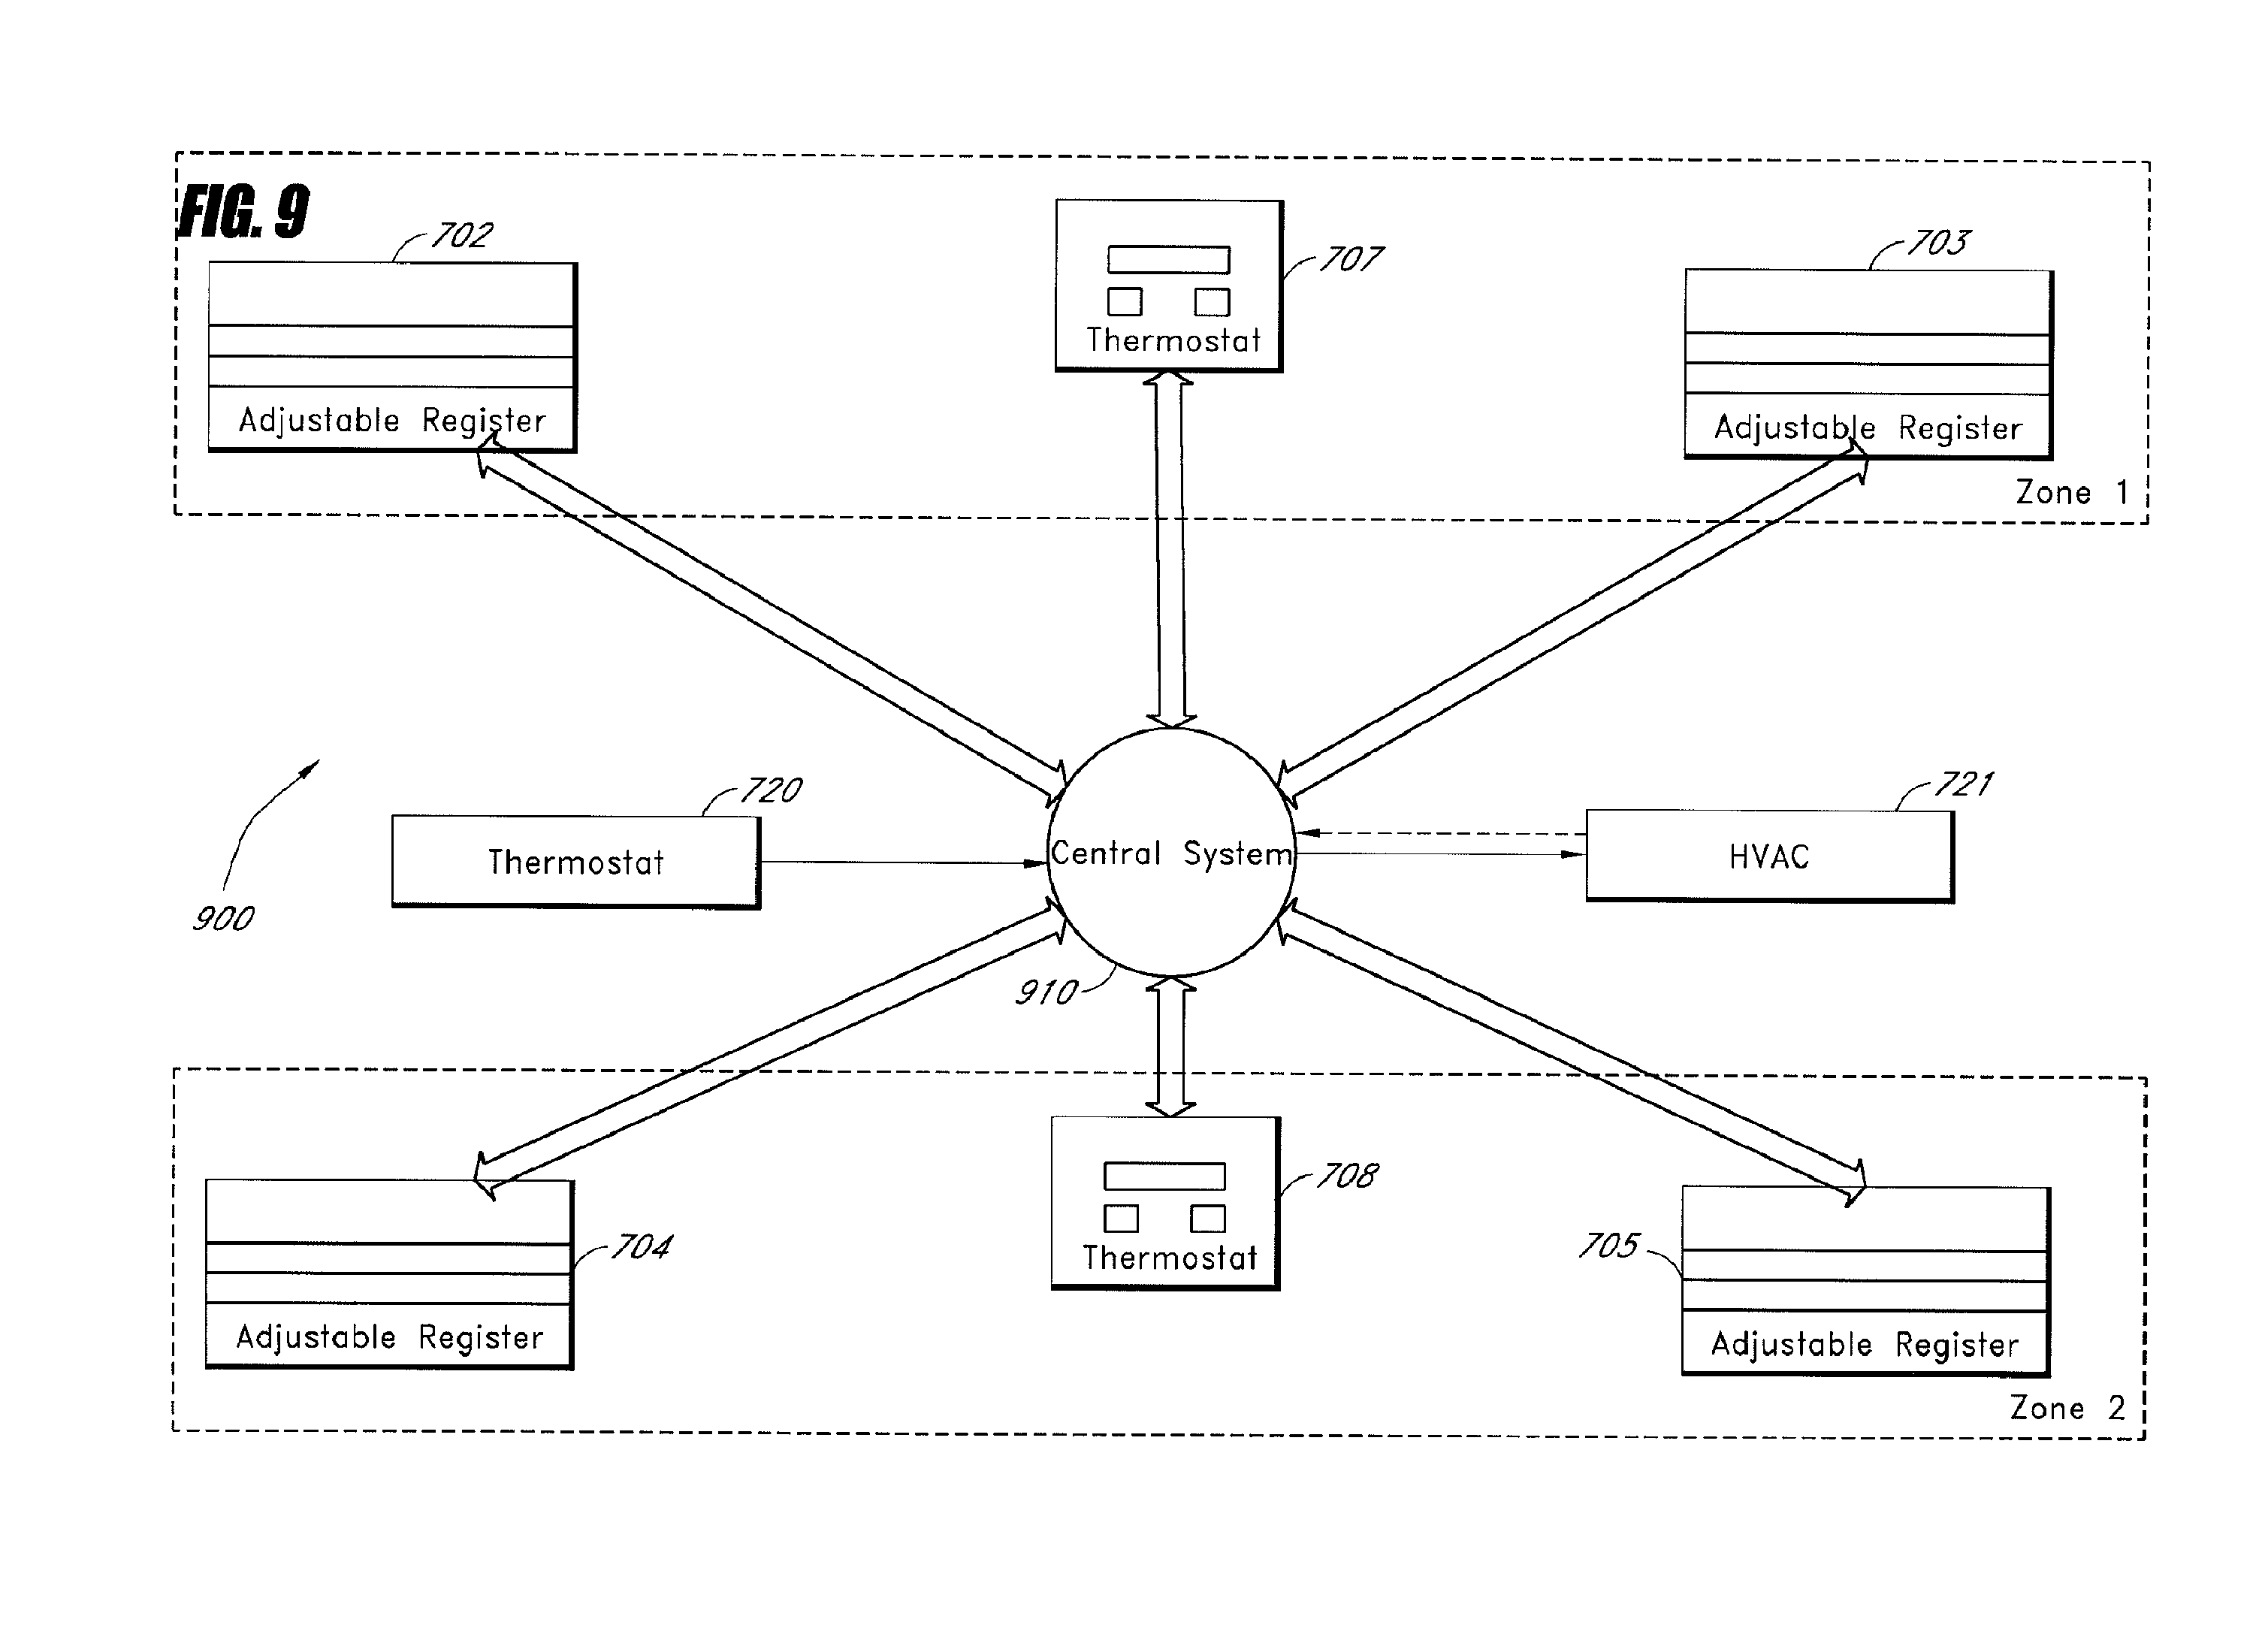 FIG. 9
702
707
703
Thermostat
Adjustable Register
Adjustable Register
Zone 1
720
721
Thermostat
Central System
HVAC
900
910
708
704
705
Thermostat
Adjustable Register
Adjustable Register
Zone 2